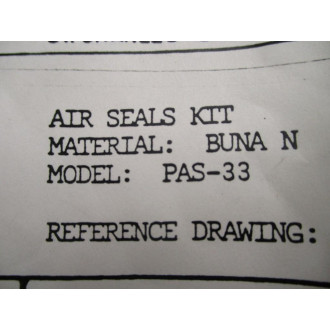 AIR SEALS KIT
MATERIAL: BUNA N
MODEL: PAS-33
REFERENCE DRAWING: